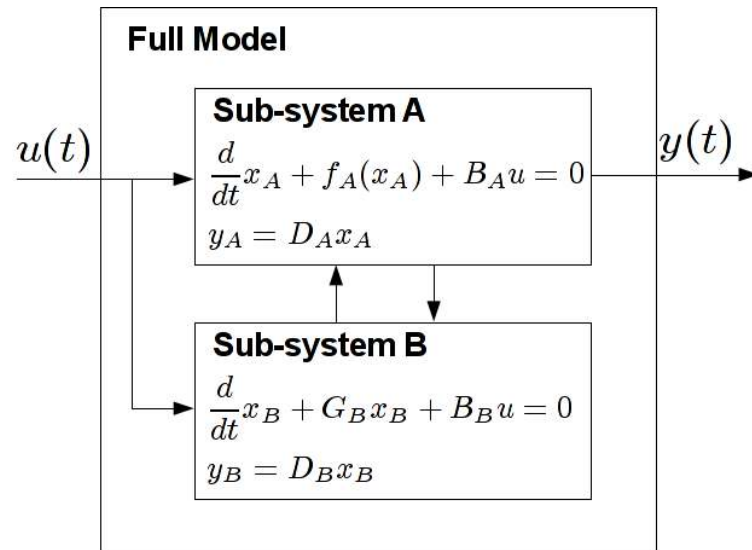 Full Model
Sub-system A
u(t)
y(t)
d/dt x_A + f_A(x_A) + B_A u = 0
y_A = D_A x_A
Sub-system B
d/dt x_B + G_B x_B + B_B u = 0
y_B = D_B x_B